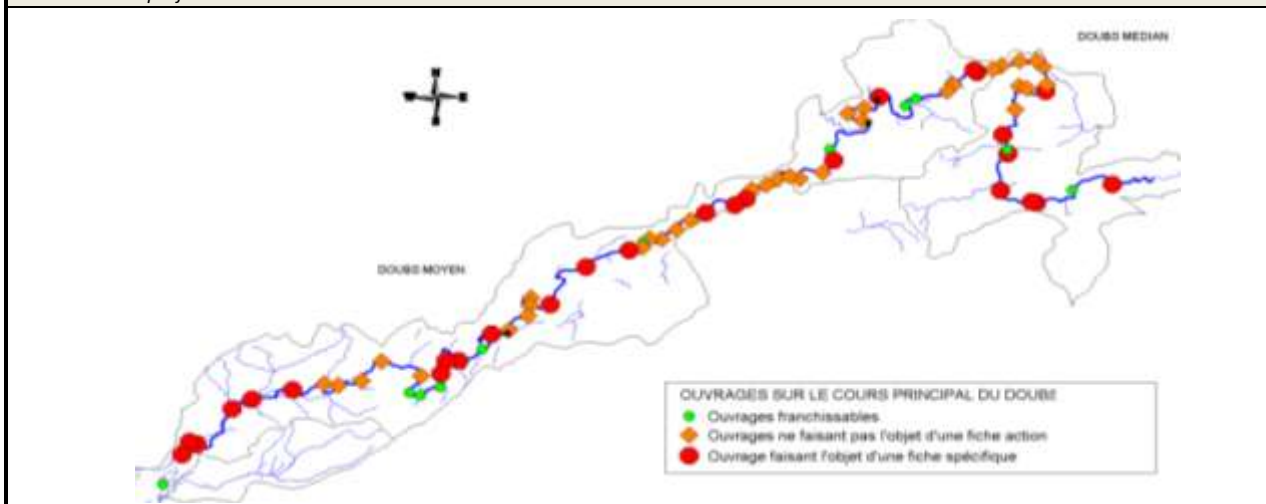 DOUBS MEDIAN
N
W E
S
DOUBS MOYEN
OUVRAGES SUR LE COURS PRINCIPAL DU DOUBS
Ouvrages franchissables
Ouvrages ne faisant pas l'objet d'une fiche action
Ouvrage faisant l'objet d'une fiche spécifique